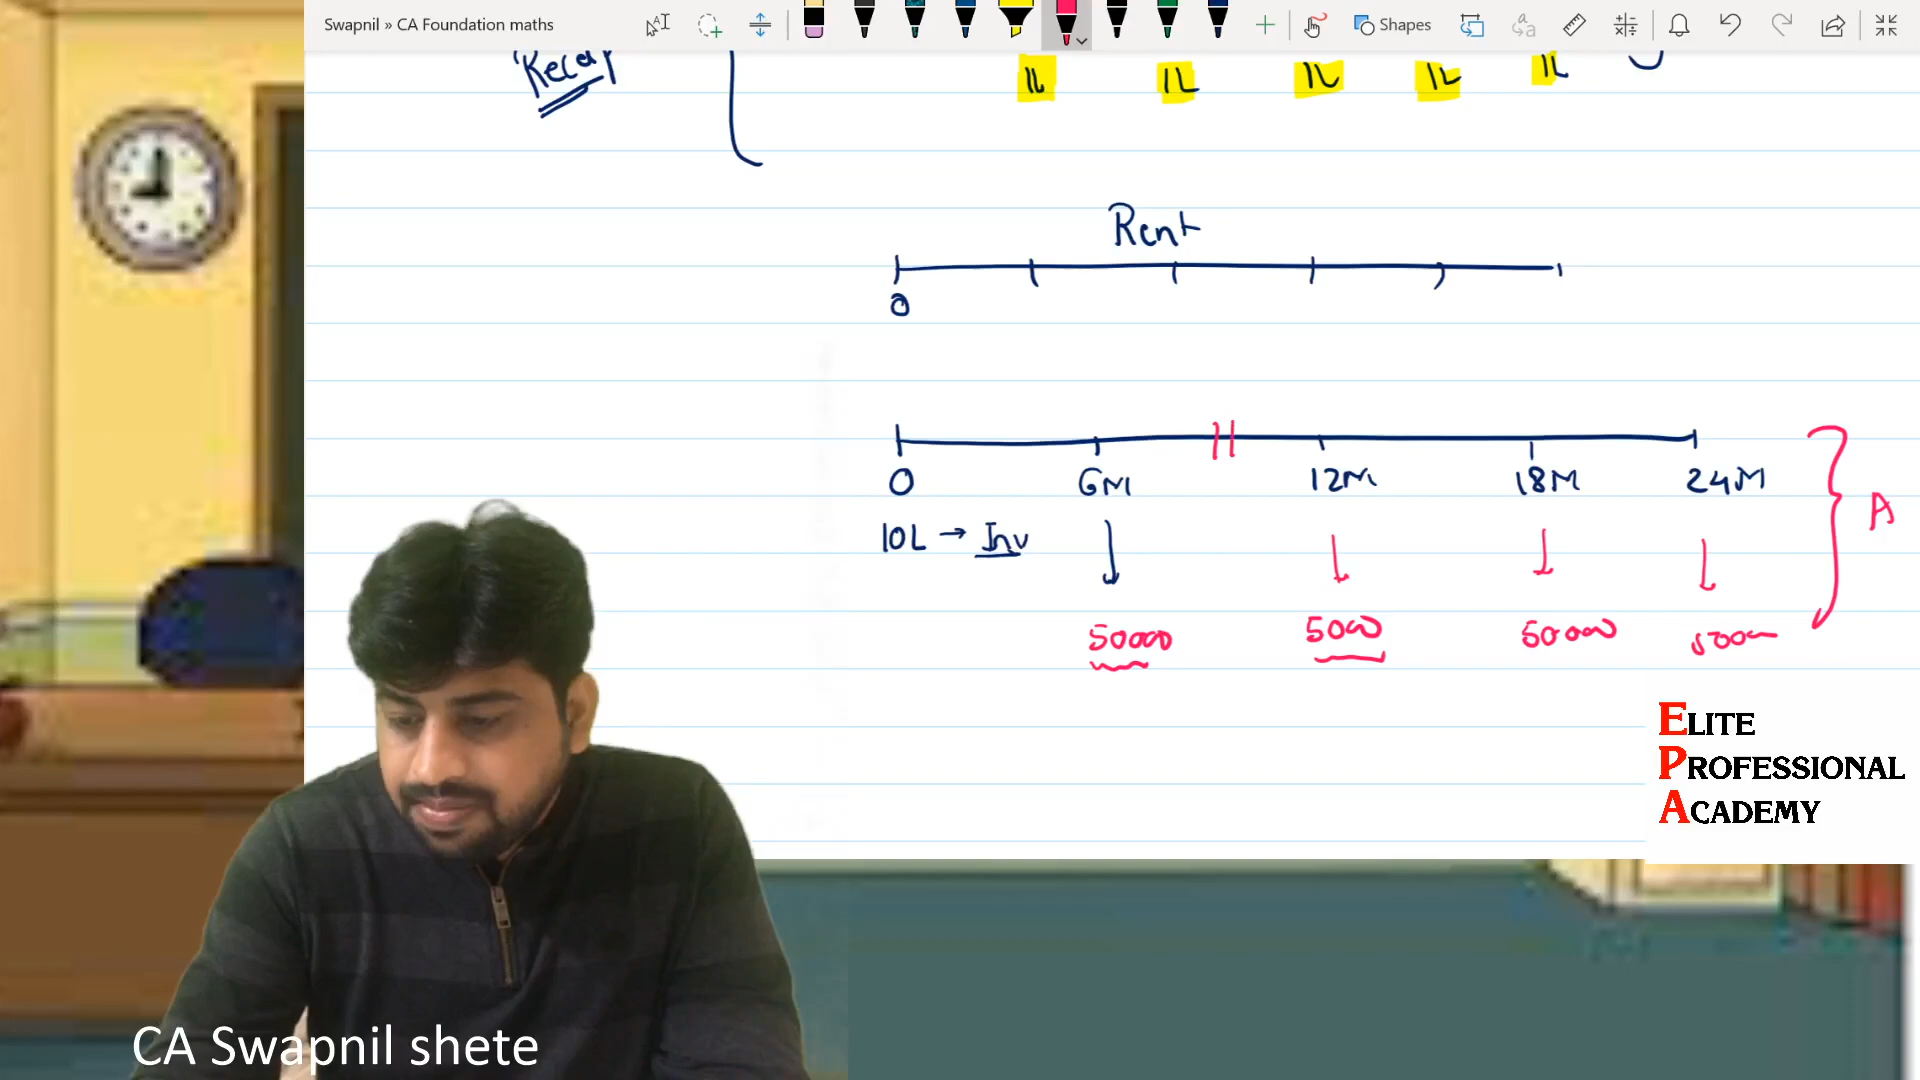 Swapnil » CA Foundation maths
Shapes
Recap
1L 1L 1L 1L 1L
Rent
0
0 6M 12M 18M 24M
10L → Inv
A
50000 5000 50000
ELITE
PROFESSIONAL
ACADEMY
CA Swapnil shete